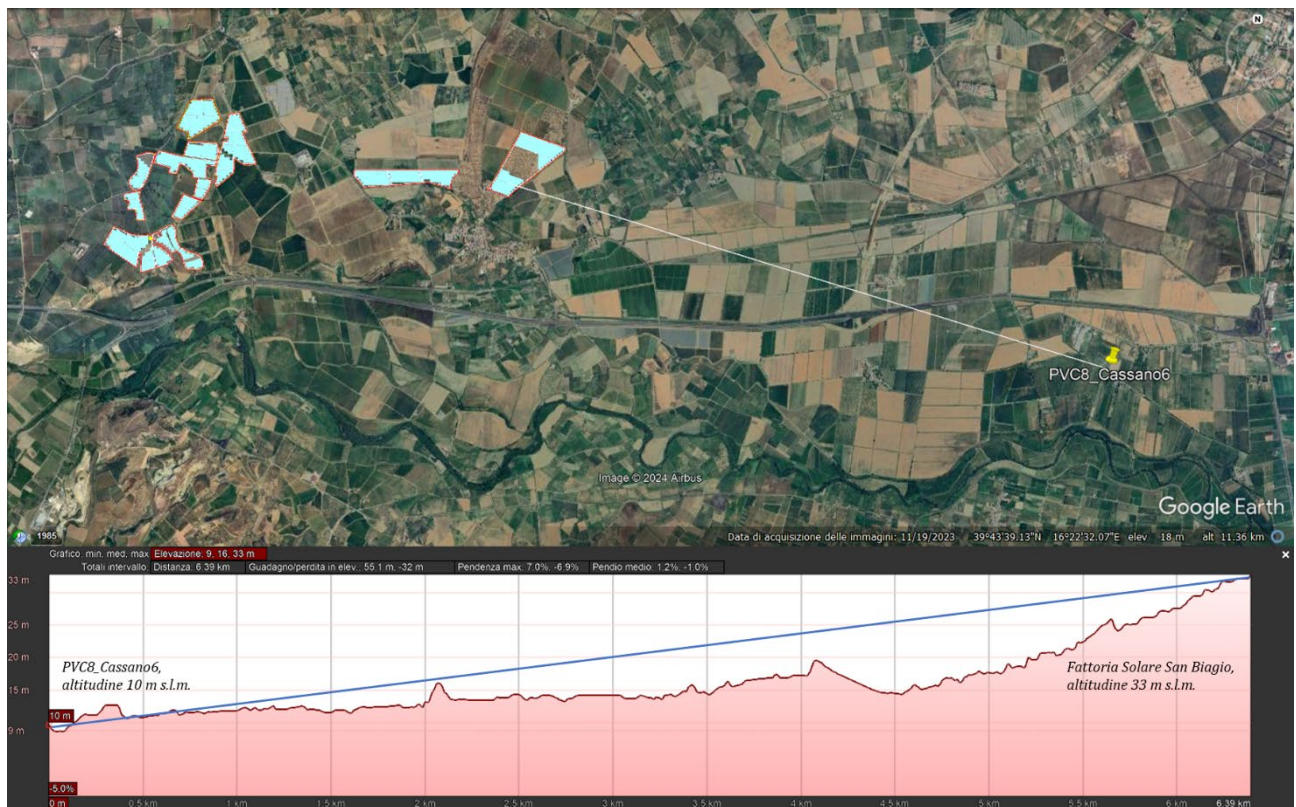 N
PVC8_Cassano6
Image © 2024 Airbus
Google Earth
1985
Data di acquisizione delle immagini: 11/19/2023 39°43'39.13"N 16°22'32.07"E elev 18 m alt 11.36 km
Grafico: min, med, max Elevazione: 9, 16, 33 m
Totali intervallo: Distanza: 6.39 km Guadagno/perdita in elev.: 55.1 m, -32 m Pendenza max: 7.0%, -6.9% Pendio medio: 1.2%, -1.0%
33 m
25 m
20 m
15 m
10 m
9 m
-5.0%
PVC8_Cassano6,
altitudine 10 m s.l.m.
Fattoria Solare San Biagio,
altitudine 33 m s.l.m.
0 m 0.5 km 1 km 1.5 km 2 km 2.5 km 3 km 3.5 km 4 km 4.5 km 5 km 5.5 km 6 km 6.39 km